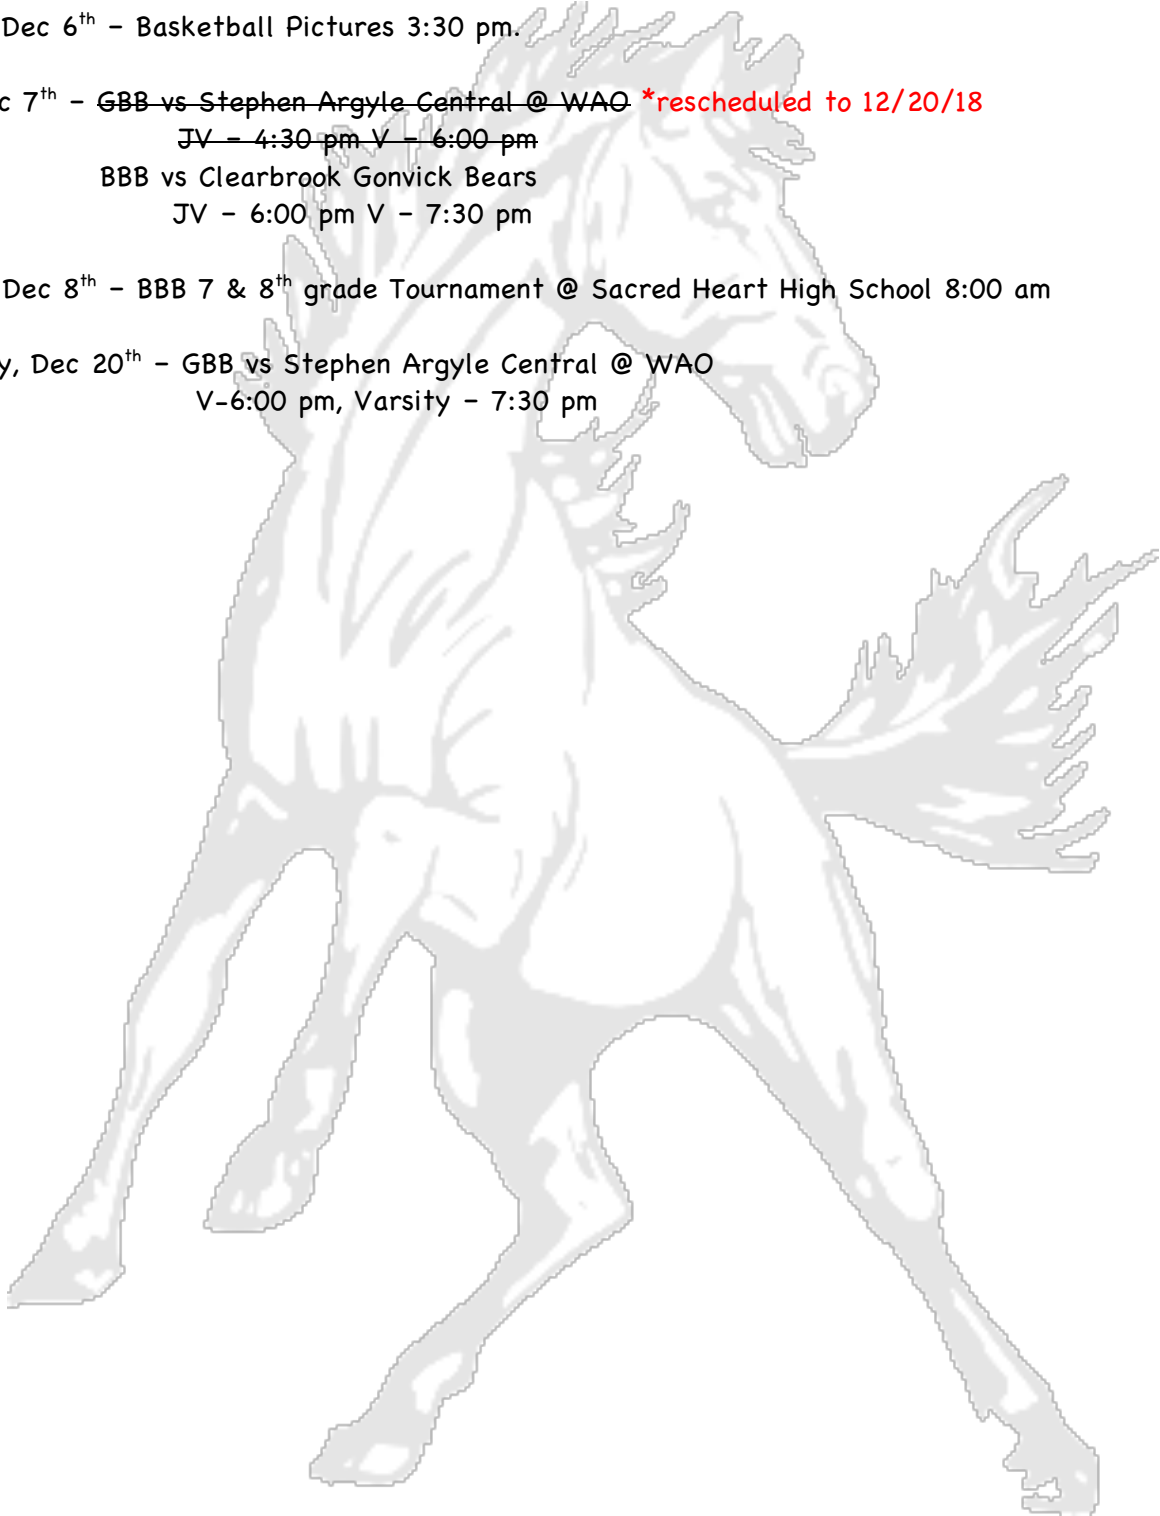 Dec 6th – Basketball Pictures 3:30 pm.
c 7th – GBB vs Stephen Argyle Central @ WAO *rescheduled to 12/20/18
JV – 4:30 pm V – 6:00 pm
BBB vs Clearbrook Gonvick Bears
JV – 6:00 pm V – 7:30 pm
Dec 8th – BBB 7 & 8th grade Tournament @ Sacred Heart High School 8:00 am
y, Dec 20th – GBB vs Stephen Argyle Central @ WAO
V-6:00 pm, Varsity – 7:30 pm